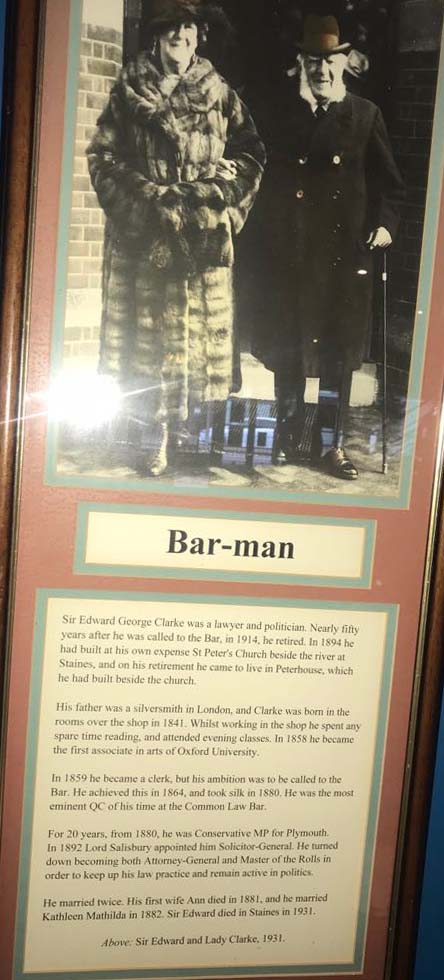 Bar-man
Sir Edward George Clarke was a lawyer and politician. Nearly fifty
years after he was called to the Bar, in 1914, he retired. In 1894 he
had built at his own expense St Peter's Church beside the river at
Staines, and on his retirement he came to live in Peterhouse, which
he had built beside the church.
His father was a silversmith in London, and Clarke was born in the
rooms over the shop in 1841. Whilst working in the shop he spent any
spare time reading, and attended evening classes. In 1858 he became
the first associate in arts of Oxford University.
In 1859 he became a clerk, but his ambition was to be called to the
Bar. He achieved this in 1864, and took silk in 1880. He was the most
eminent QC of his time at the Common Law Bar.
For 20 years, from 1880, he was Conservative MP for Plymouth.
In 1892 Lord Salisbury appointed him Solicitor-General. He turned
down becoming both Attorney-General and Master of the Rolls in
order to keep up his law practice and remain active in politics.
He married twice. His first wife Ann died in 1881, and he married
Kathleen Mathilda in 1882. Sir Edward died in Staines in 1931.
Above: Sir Edward and Lady Clarke, 1931.